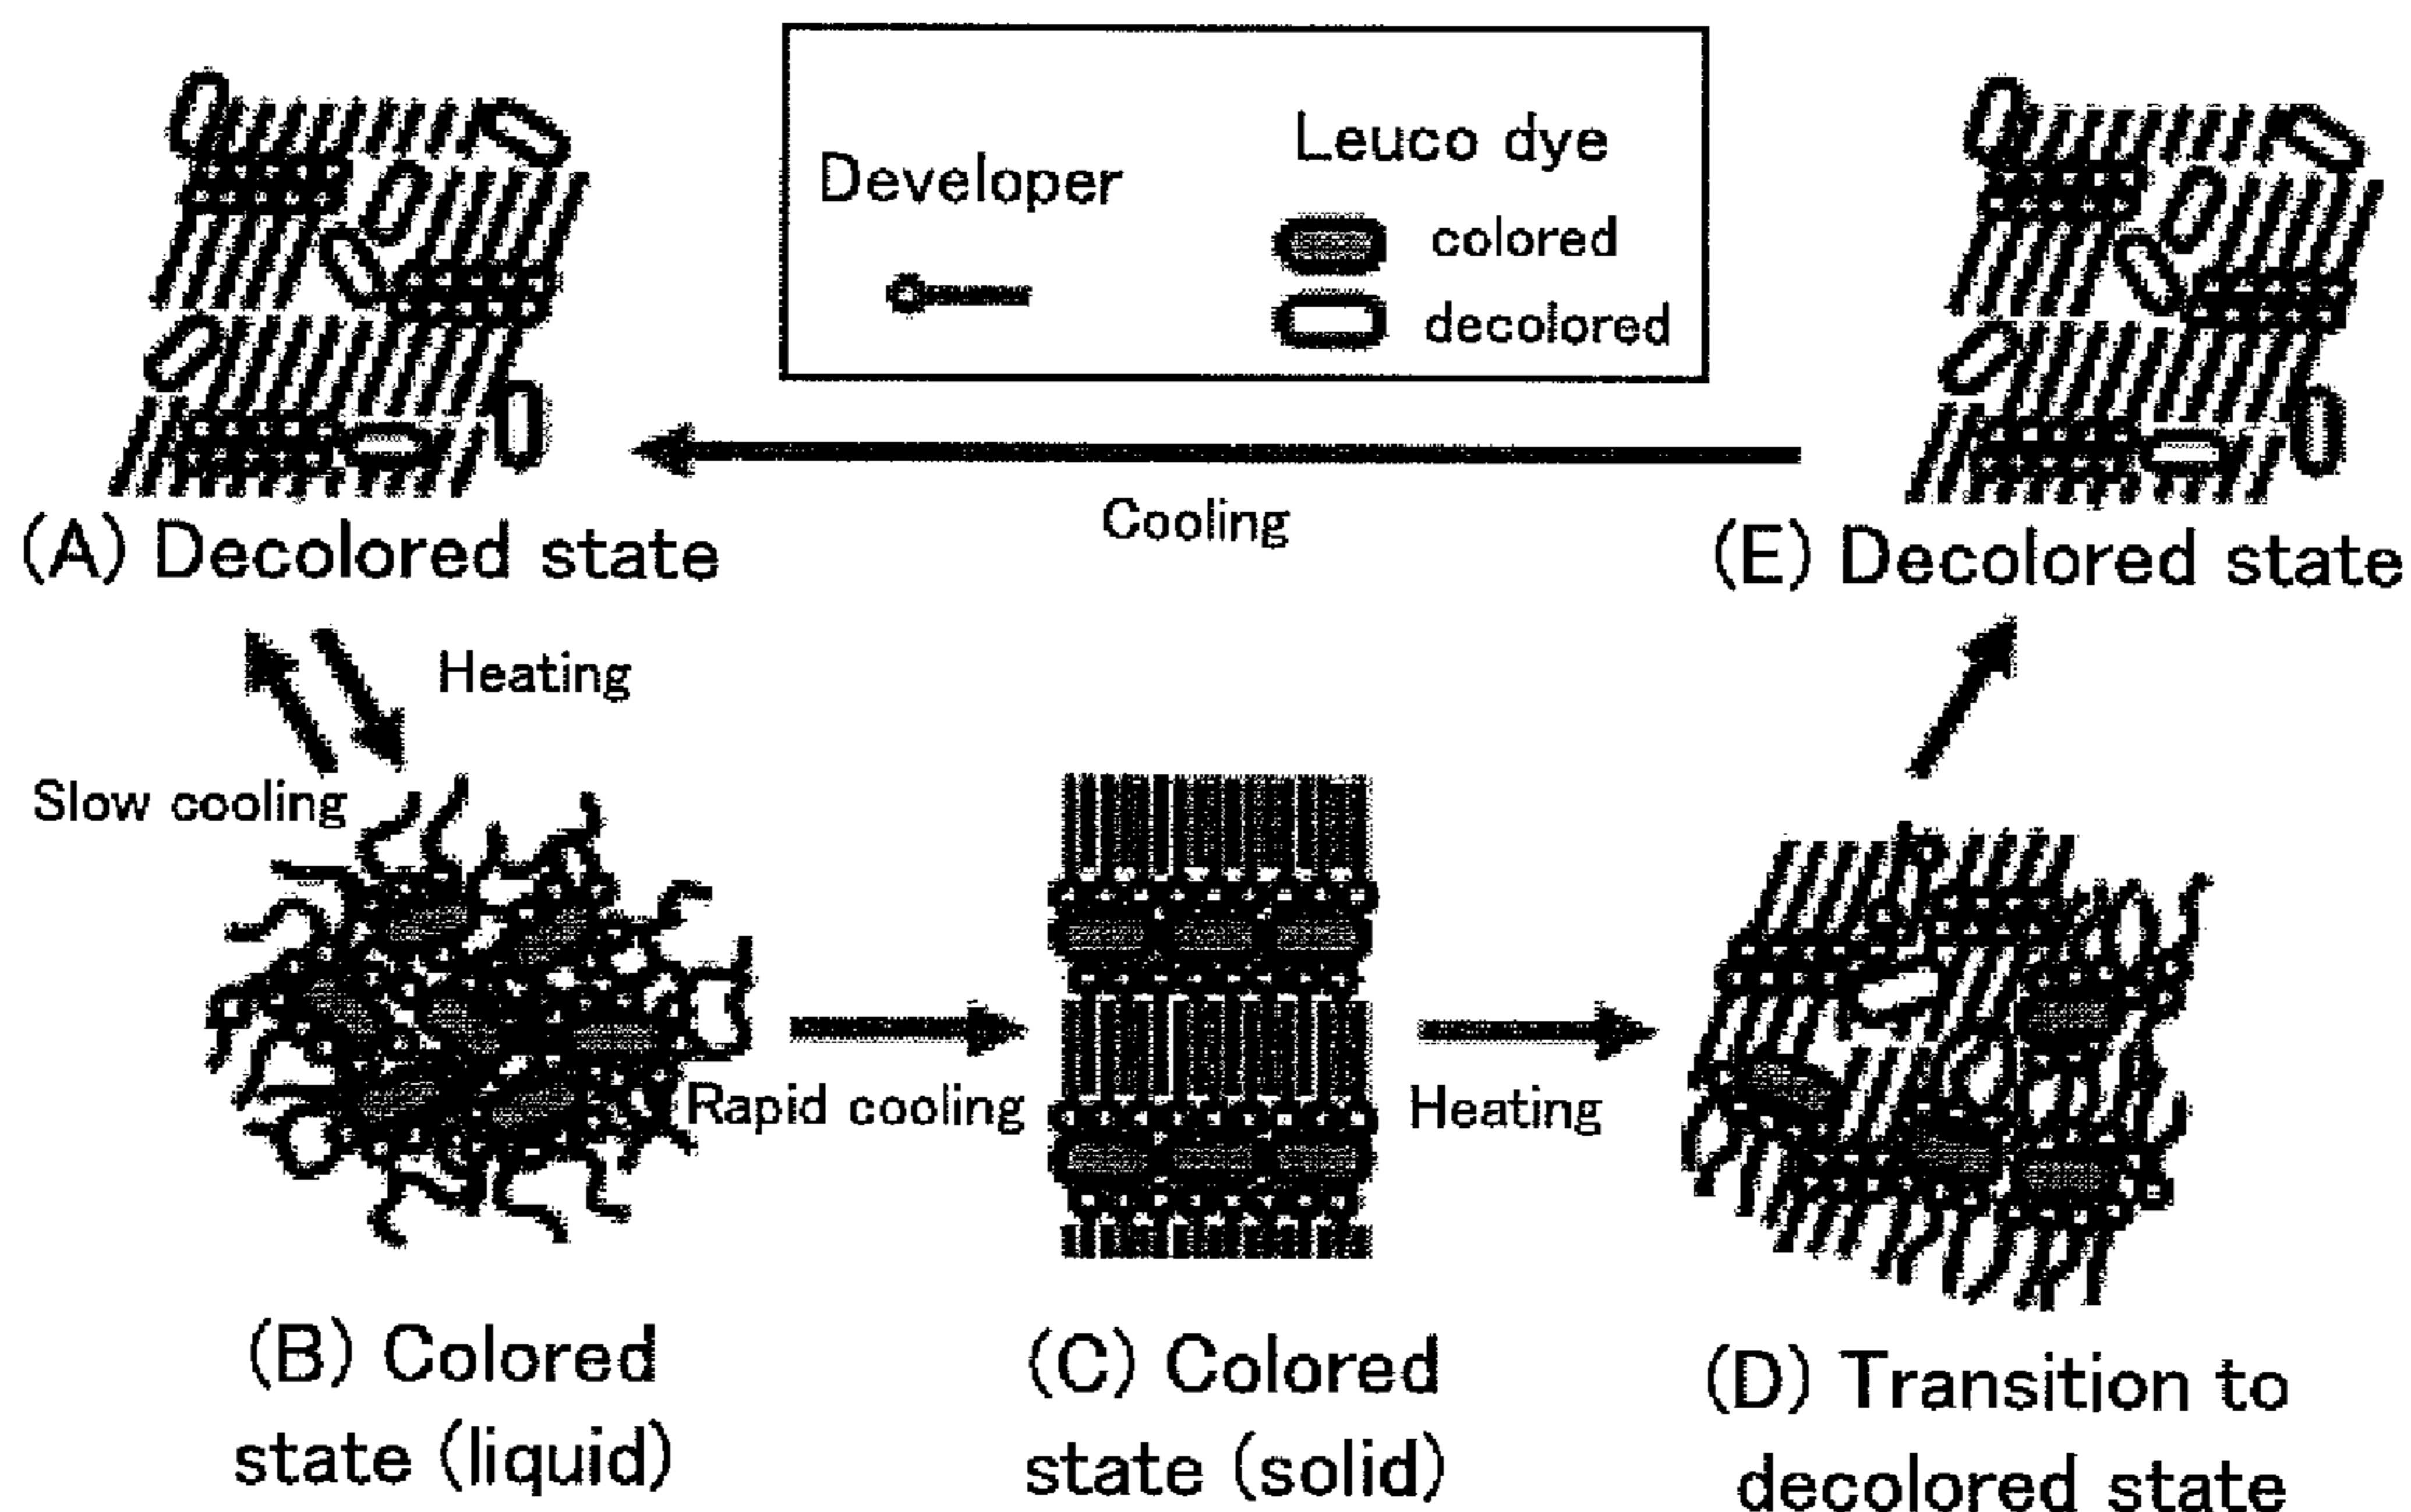 Leuco dye
Developer
colored
decolored
Cooling
(A) Decolored state
(E) Decolored state
Heating
Slow cooling
Rapid cooling
Heating
(B) Colored
state (liquid)
(C) Colored
state (solid)
(D) Transition to
decolored state